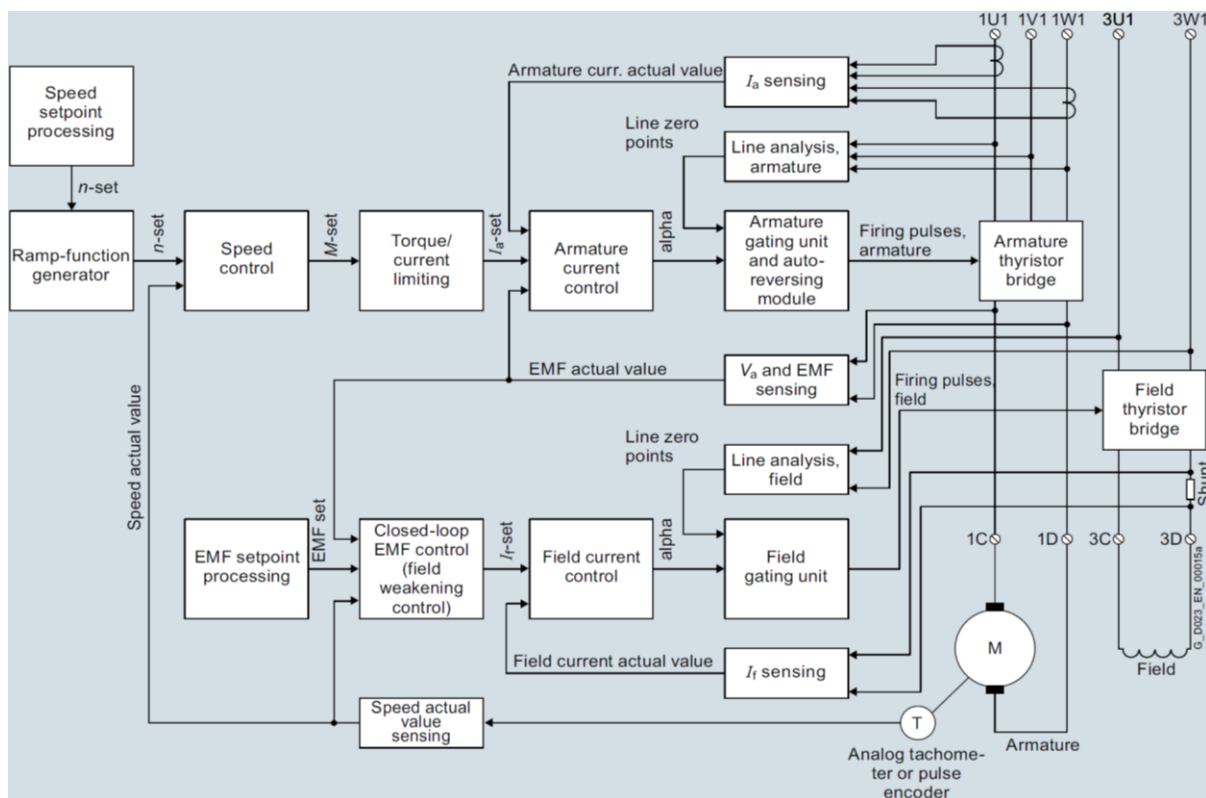 1U1 1V1 1W1 3U1 3W1
Speed
setpoint
processing
Armature curr. actual value
Ia sensing
Line zero
points
Line analysis,
armature
n-set
Ramp-function
generator
n-set
Speed
control
M-set
Torque/
current
limiting
Ia-set
Armature
current
control
alpha
Armature
gating unit
and auto-
reversing
module
Firing pulses,
armature
Armature
thyristor
bridge
EMF actual value
Va and EMF
sensing
Firing pulses,
field
Field
thyristor
bridge
Speed actual value
Line zero
points
Line analysis,
field
Shunt
EMF setpoint
processing
EMF set
Closed-loop
EMF control
(field
weakening
control)
If-set
Field current
control
alpha
Field
gating unit
1C 1D 3C 3D
G_D023_EN_00015a
Field current actual value
If sensing
M
Field
Speed actual
value
sensing
T
Armature
Analog tachome-
ter or pulse
encoder